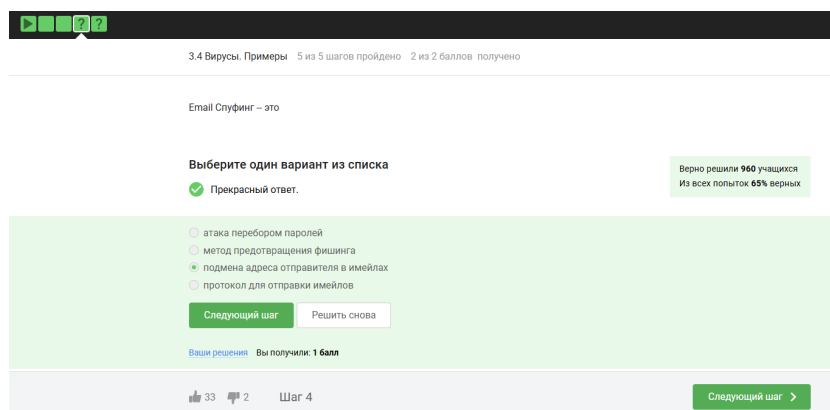 ? ?
3.4 Вирусы. Примеры 5 из 5 шагов пройдено 2 из 2 баллов получено
Email Спуфинг – это
Выберите один вариант из списка
Прекрасный ответ.
Верно решили 960 учащихся
Из всех попыток 65% верных
атака перебором паролей
метод предотвращения фишинга
подмена адреса отправителя в имейлах
протокол для отправки имейлов
Следующий шаг Решить снова
Ваши решения Вы получили: 1 балл
33 2 Шаг 4 Следующий шаг